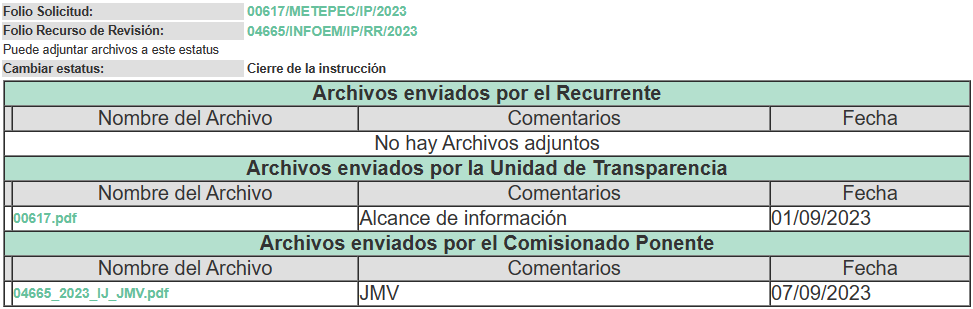 Folio Solicitud: 00617/METEPEC/IP/2023
Folio Recurso de Revisión: 04665/INFOEM/IP/RR/2023
Puede adjuntar archivos a este estatus
Cambiar estatus: Cierre de la instrucción
Archivos enviados por el Recurrente
Nombre del Archivo Comentarios Fecha
No hay Archivos adjuntos
Archivos enviados por la Unidad de Transparencia
Nombre del Archivo Comentarios Fecha
00617.pdf Alcance de información 01/09/2023
Archivos enviados por el Comisionado Ponente
Nombre del Archivo Comentarios Fecha
04665_2023_IJ_JMV.pdf JMV 07/09/2023